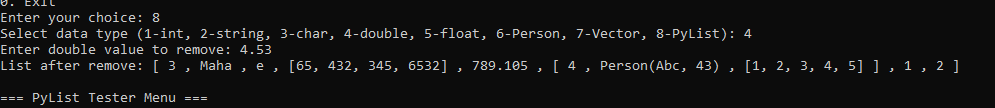 0. Exit
Enter your choice: 8
Select data type (1-int, 2-string, 3-char, 4-double, 5-float, 6-Person, 7-Vector, 8-PyList): 4
Enter double value to remove: 4.53
List after remove: [ 3 , Maha , e , [65, 432, 345, 6532] , 789.105 , [ 4 , Person(Abc, 43) , [1, 2, 3, 4, 5] ] , 1 , 2 ]
=== PyList Tester Menu ===